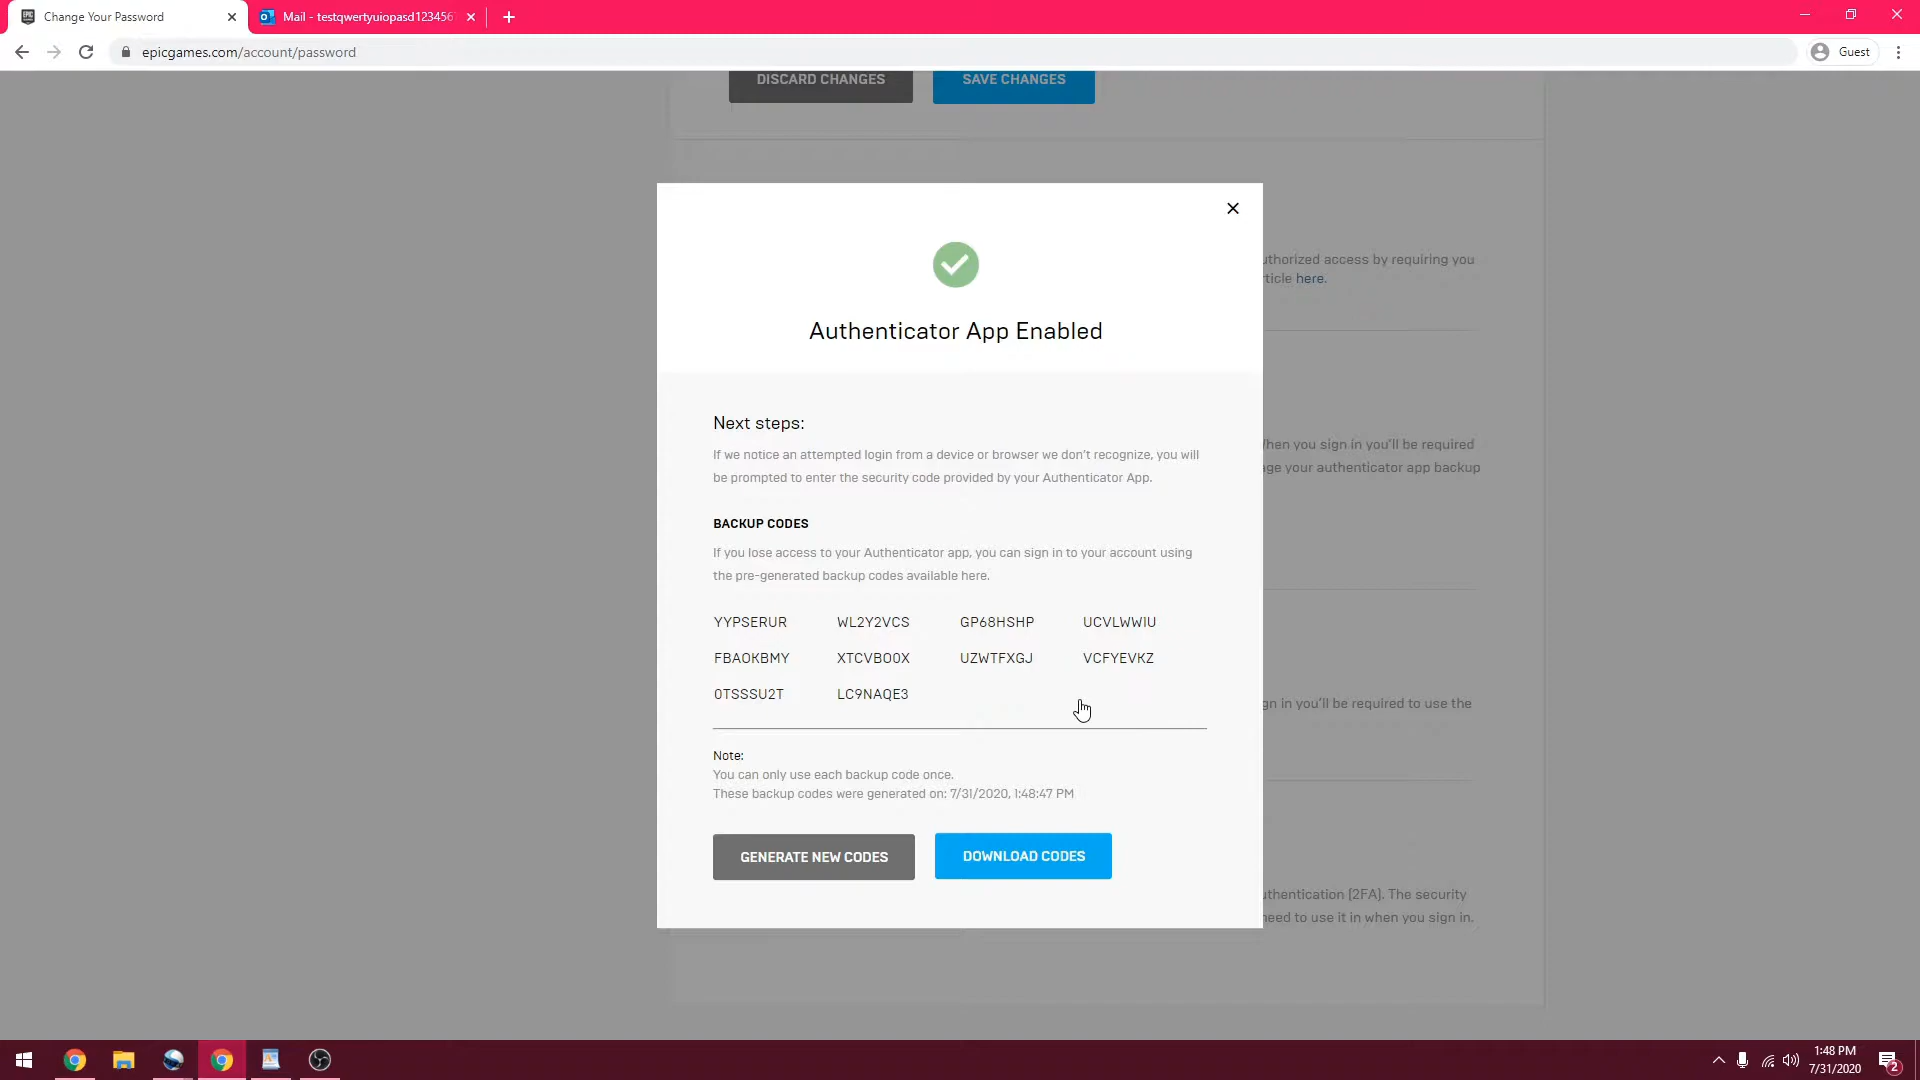 Change Your Password
Mail - testqwertyuiopasd123456
epicgames.com/account/password
Guest
DISCARD CHANGES
SAVE CHANGES
uthorized access by requiring you
rticle here.
Authenticator App Enabled
Next steps:
If we notice an attempted login from a device or browser we don't recognize, you will
be prompted to enter the security code provided by your Authenticator App.
When you sign in you'll be required
age your authenticator app backup
BACKUP CODES
If you lose access to your Authenticator app, you can sign in to your account using
the pre-generated backup codes available here.
YYPSERUR WL2Y2VCS GP68HSHP UCVLWWIU
FBAOKBMY XTCVBO0X UZWTFXGJ VCFYEVKZ
0TSSSU2T LC9NAQE3
gn in you'll be required to use the
Note:
You can only use each backup code once.
These backup codes were generated on: 7/31/2020, 1:48:47 PM
GENERATE NEW CODES
DOWNLOAD CODES
uthentication (2FA). The security
need to use it in when you sign in.
1:48 PM
7/31/2020
2